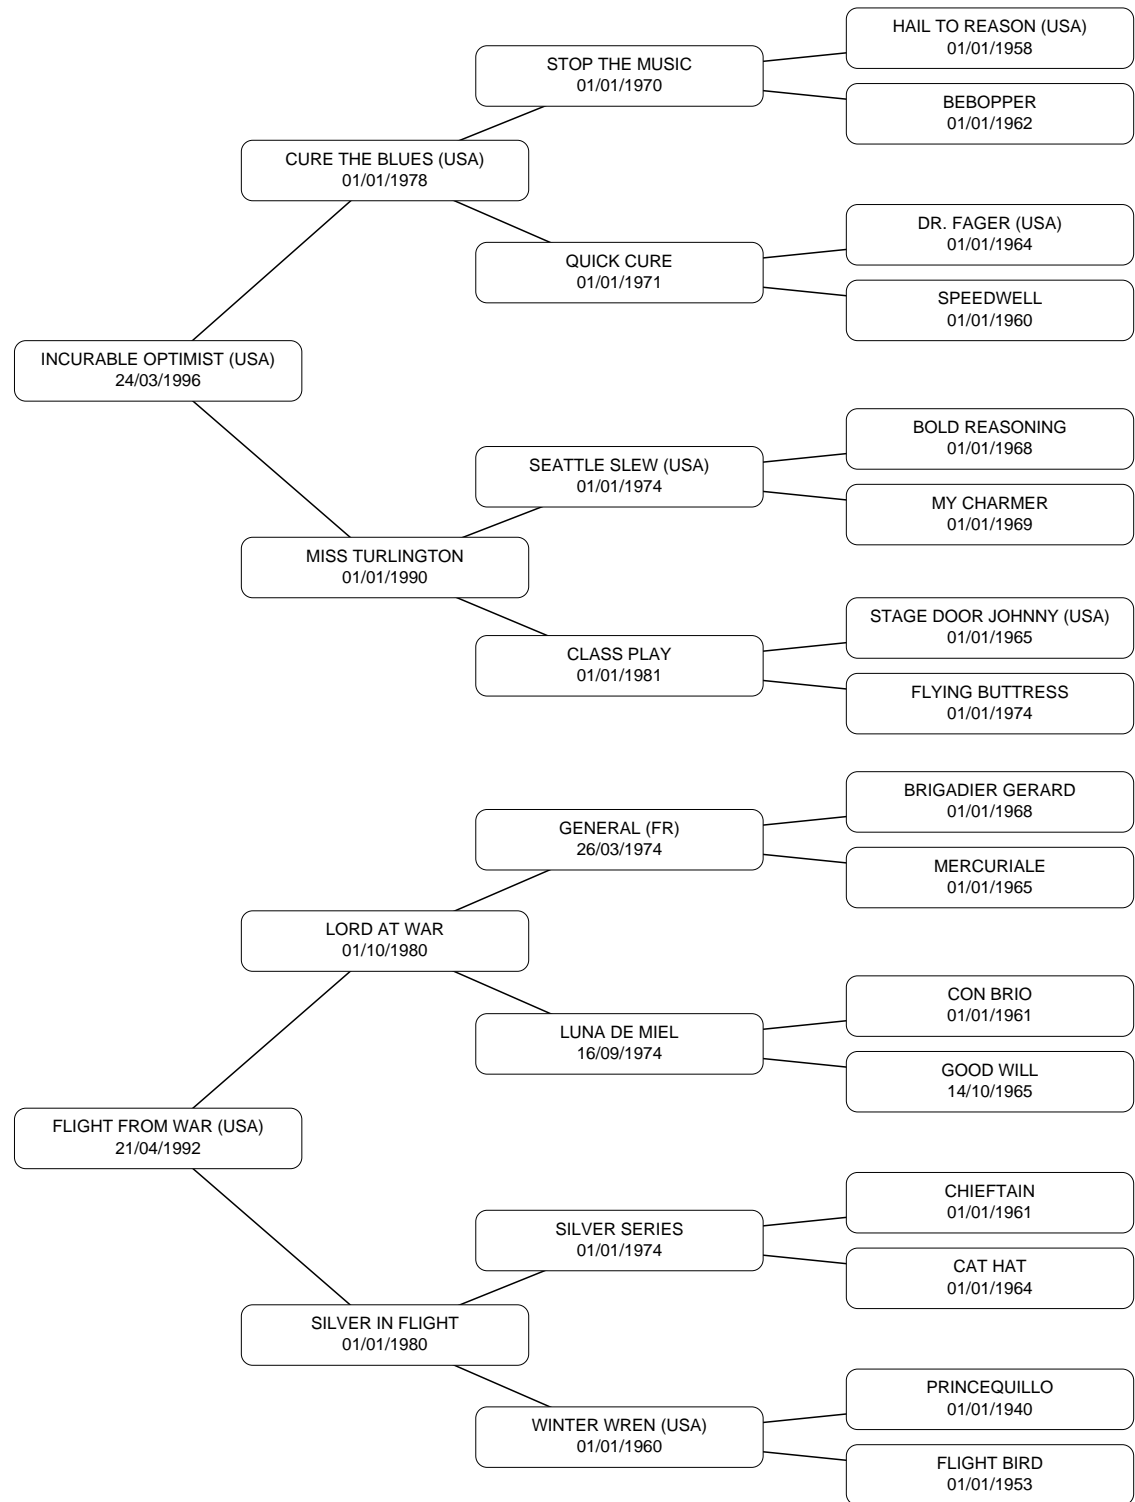 HAIL TO REASON (USA)
01/01/1958
STOP THE MUSIC
01/01/1970
BEBOPPER
01/01/1962
CURE THE BLUES (USA)
01/01/1978
DR. FAGER (USA)
01/01/1964
QUICK CURE
01/01/1971
SPEEDWELL
01/01/1960
INCURABLE OPTIMIST (USA)
24/03/1996
BOLD REASONING
01/01/1968
SEATTLE SLEW (USA)
01/01/1974
MY CHARMER
01/01/1969
MISS TURLINGTON
01/01/1990
STAGE DOOR JOHNNY (USA)
01/01/1965
CLASS PLAY
01/01/1981
FLYING BUTTRESS
01/01/1974
BRIGADIER GERARD
01/01/1968
GENERAL (FR)
26/03/1974
MERCURIALE
01/01/1965
LORD AT WAR
01/10/1980
CON BRIO
01/01/1961
LUNA DE MIEL
16/09/1974
GOOD WILL
14/10/1965
FLIGHT FROM WAR (USA)
21/04/1992
CHIEFTAIN
01/01/1961
SILVER SERIES
01/01/1974
CAT HAT
01/01/1964
SILVER IN FLIGHT
01/01/1980
PRINCEQUILLO
01/01/1940
WINTER WREN (USA)
01/01/1960
FLIGHT BIRD
01/01/1953